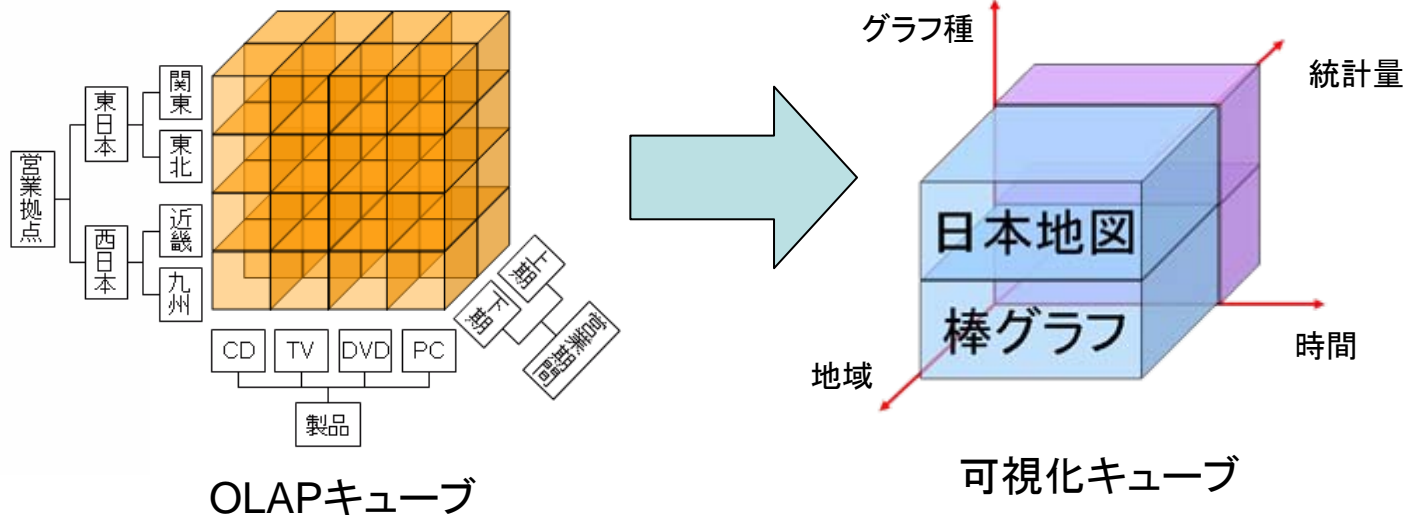 営業拠点
東日本
西日本
関東
東北
近畿
九州
CD
TV
DVD
PC
製品
上期
下期
営業期間
OLAPキューブ
グラフ種
統計量
日本地図
棒グラフ
時間
地域
可視化キューブ